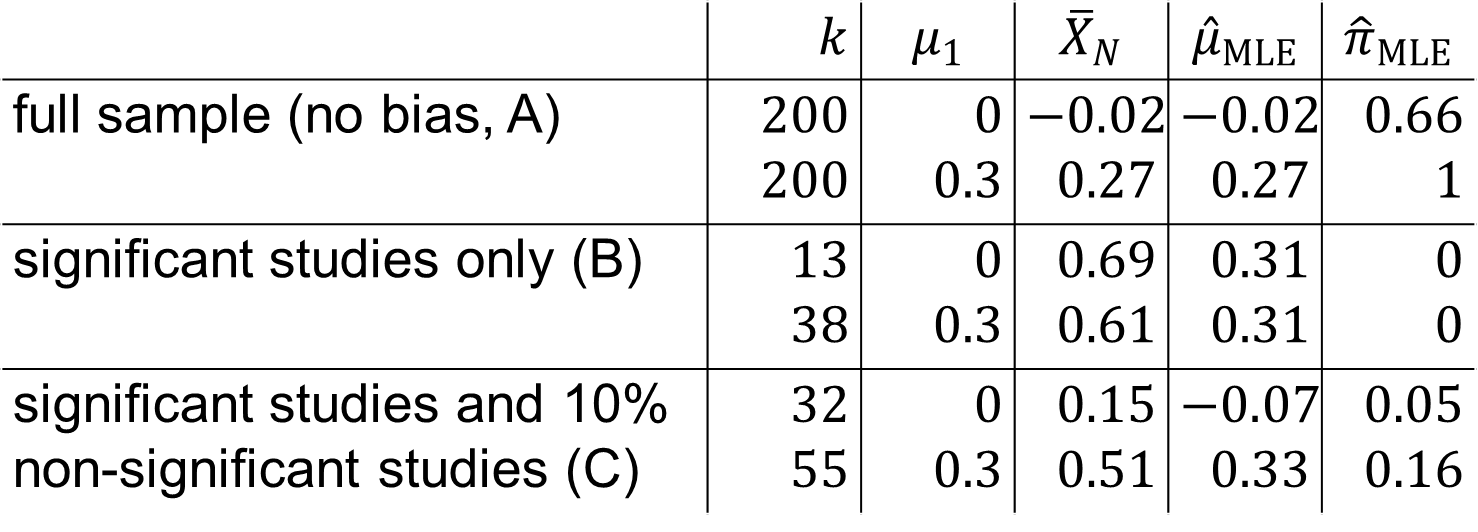 k μ₁ X̄_N μ̂_MLE π̂_MLE
full sample (no bias, A) 200 0 −0.02 −0.02 0.66
200 0.3 0.27 0.27 1
significant studies only (B) 13 0 0.69 0.31 0
38 0.3 0.61 0.31 0
significant studies and 10% 32 0 0.15 −0.07 0.05
non-significant studies (C) 55 0.3 0.51 0.33 0.16